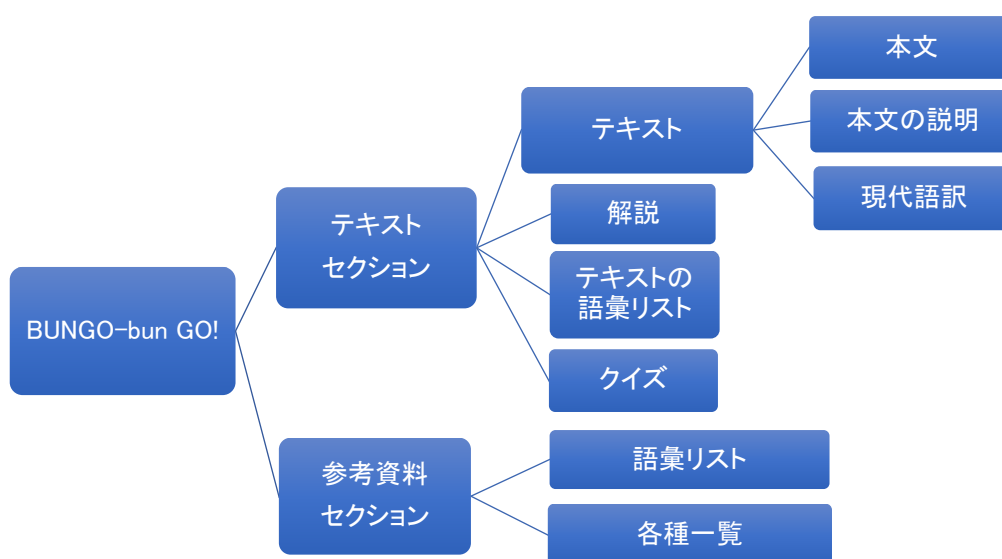 BUNGO-bun GO!
テキスト
セクション
テキスト
本文
本文の説明
現代語訳
解説
テキストの
語彙リスト
クイズ
参考資料
セクション
語彙リスト
各種一覧